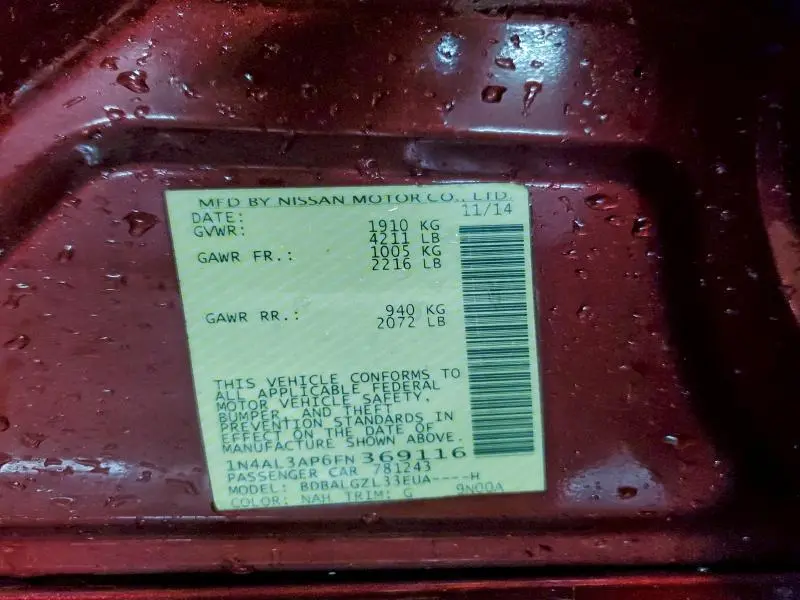 MFD BY NISSAN MOTOR CO., LTD.
DATE: 11/14
GVWR: 1910 KG
4211 LB
GAWR FR.: 1005 KG
2216 LB
GAWR RR.: 940 KG
2072 LB
THIS VEHICLE CONFORMS TO
ALL APPLICABLE FEDERAL
MOTOR VEHICLE SAFETY,
BUMPER, AND THEFT
PREVENTION STANDARDS IN
EFFECT ON THE DATE OF
MANUFACTURE SHOWN ABOVE.
1N4AL3AP6FN369116
PASSENGER CAR 781243
MODEL: BDBALGZL33EUA----H
COLOR: NAH TRIM: G 9N00A